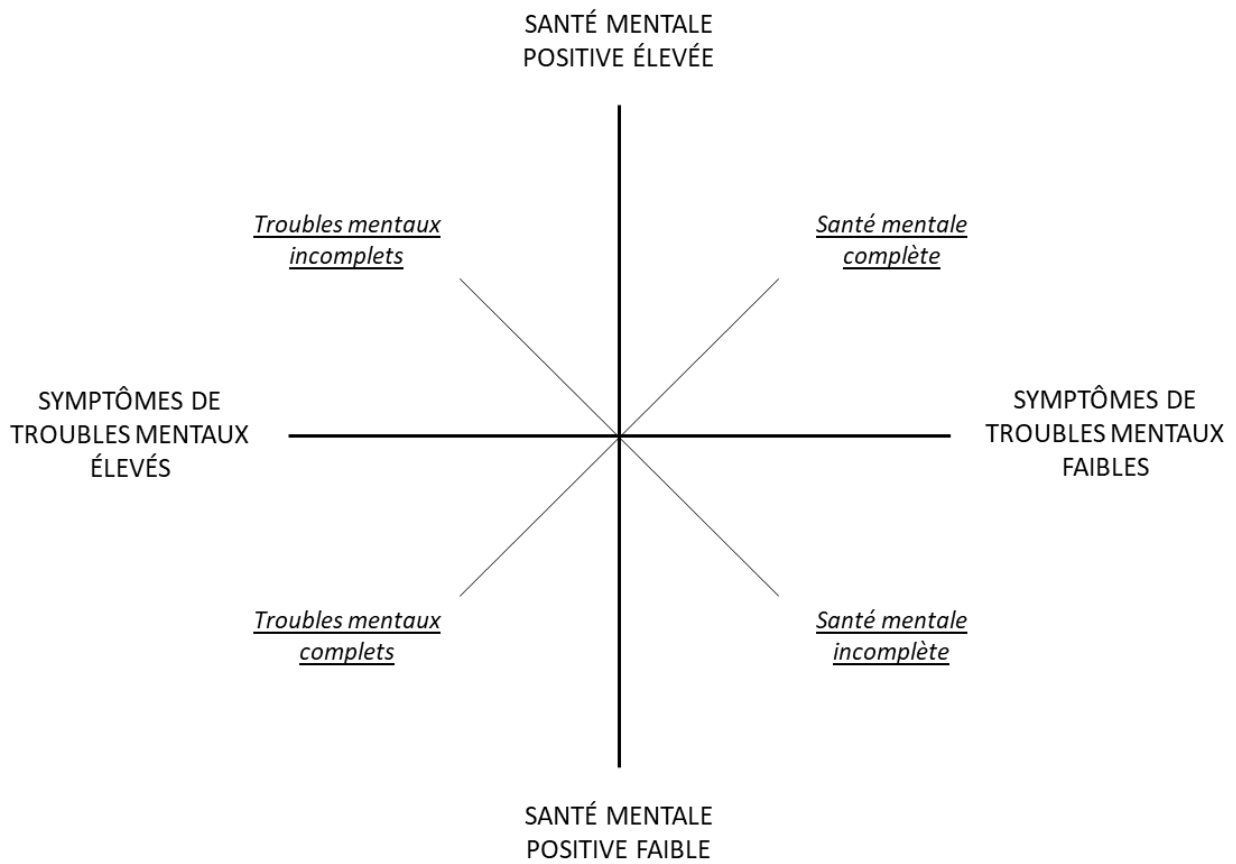 SANTÉ MENTALE
POSITIVE ÉLEVÉE
Troubles mentaux
incomplets
Santé mentale
complète
SYMPTÔMES DE
TROUBLES MENTAUX
ÉLEVÉS
SYMPTÔMES DE
TROUBLES MENTAUX
FAIBLES
Troubles mentaux
complets
Santé mentale
incomplète
SANTÉ MENTALE
POSITIVE FAIBLE